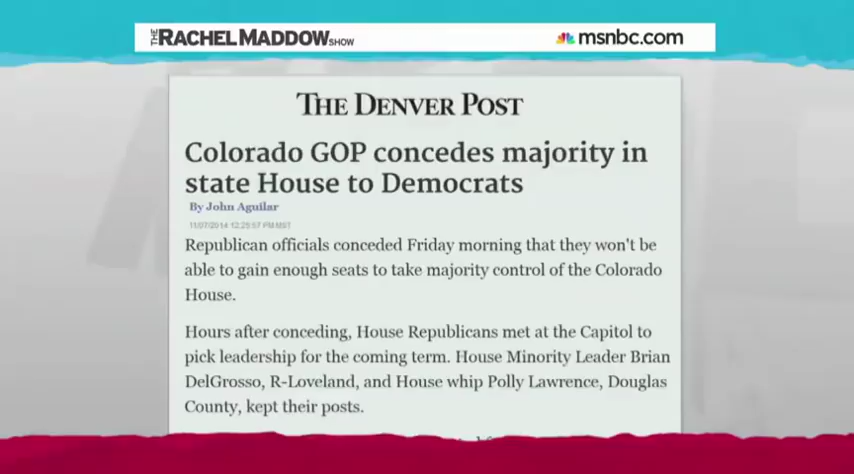 THE RACHEL MADDOW SHOW
msnbc.com
THE DENVER POST
Colorado GOP concedes majority in
state House to Democrats
By John Aguilar
11/07/2014 12:25:57 PM MST
Republican officials conceded Friday morning that they won't be
able to gain enough seats to take majority control of the Colorado
House.
Hours after conceding, House Republicans met at the Capitol to
pick leadership for the coming term. House Minority Leader Brian
DelGrosso, R-Loveland, and House whip Polly Lawrence, Douglas
County, kept their posts.